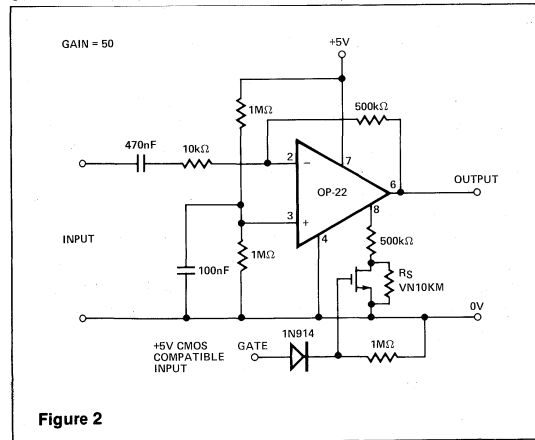 GAIN = 50
+5V
1MΩ
500kΩ
470nF
10kΩ
2
−
7
6
OP-22
OUTPUT
3
+
4
8
INPUT
1MΩ
500kΩ
100nF
RS
VN10KM
0V
1N914
+5V CMOS
COMPATIBLE
INPUT
GATE
1MΩ
Figure 2